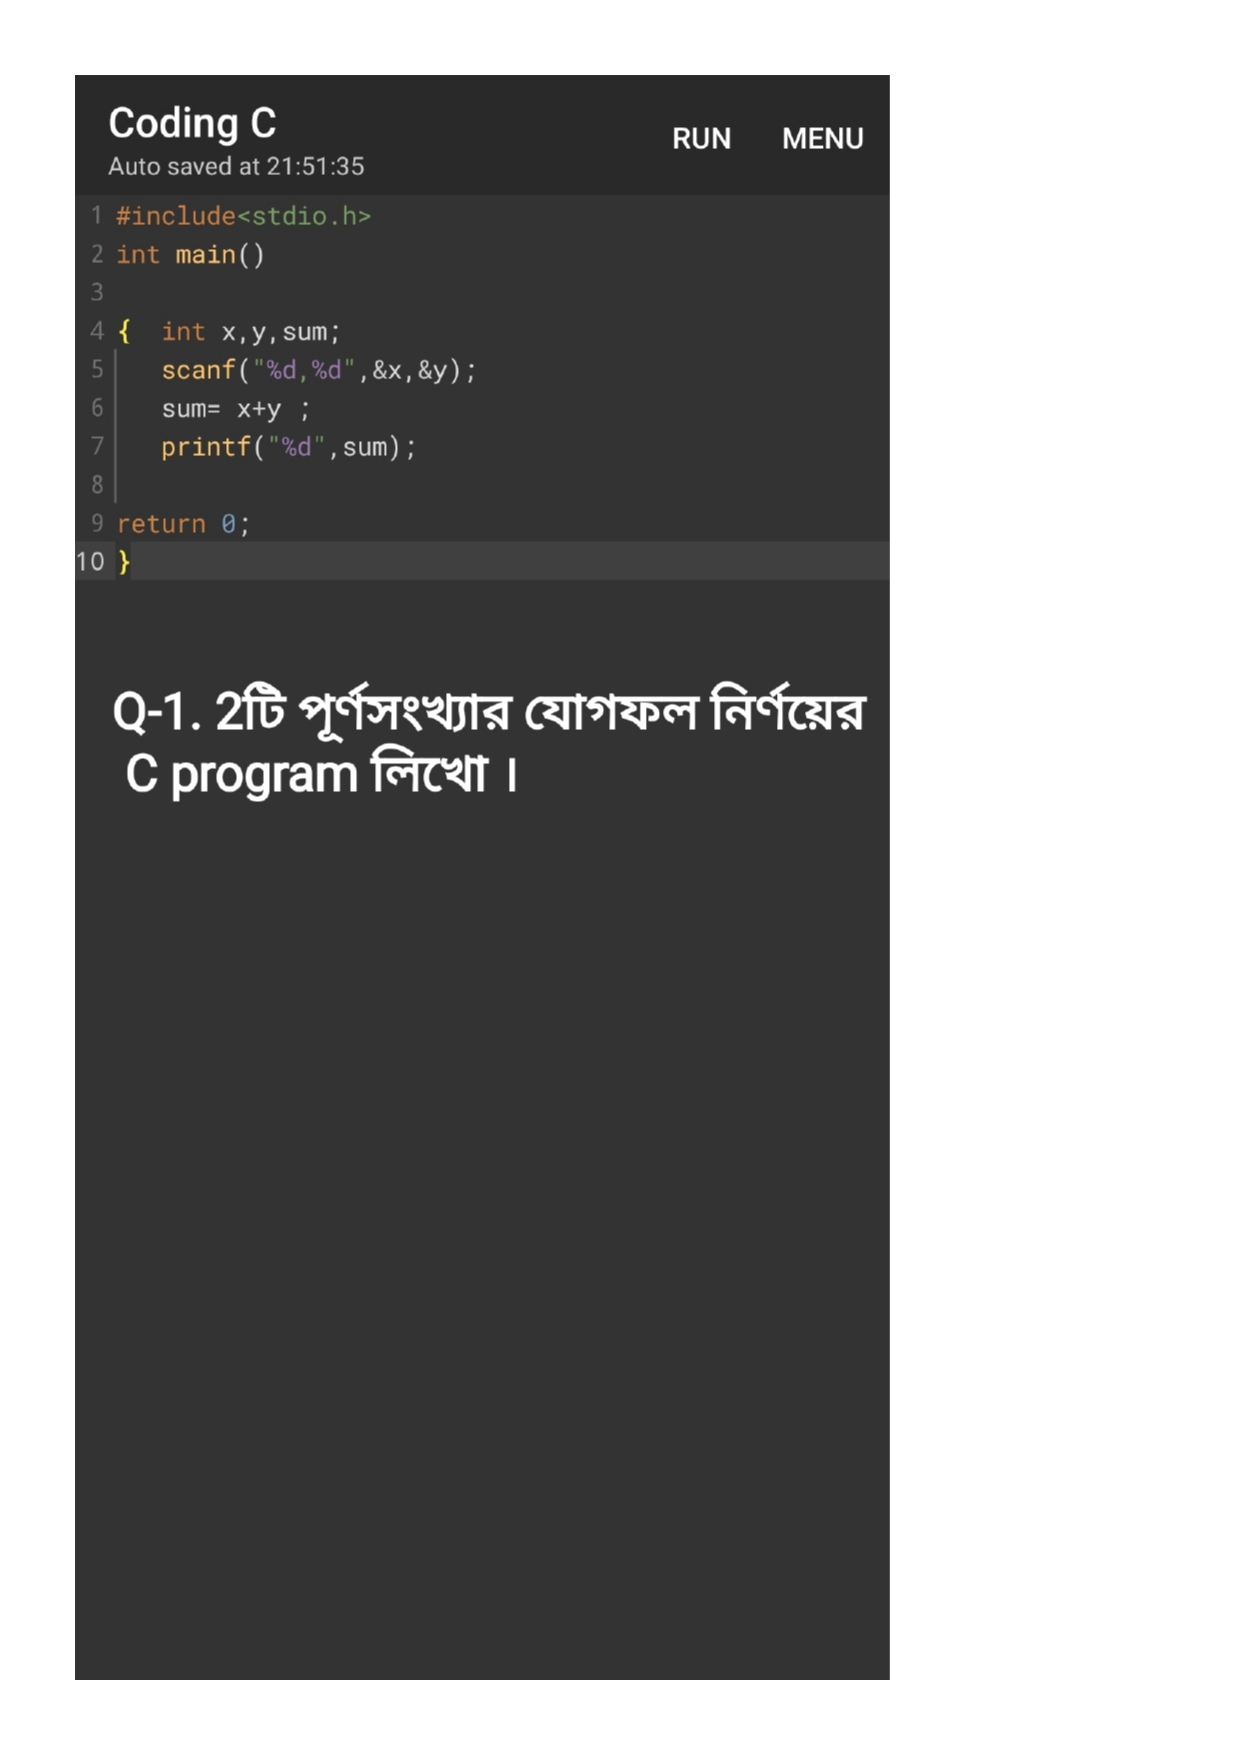 Coding C
RUN MENU
Auto saved at 21:51:35
1 #include<stdio.h>
2 int main()
3
4 {  int x,y,sum;
5    scanf("%d,%d",&x,&y);
6    sum= x+y ;
7    printf("%d",sum);
8
9 return 0;
10 }
Q-1. 2টি পূর্ণসংখ্যার যোগফল নির্ণয়ের
C program লিখো ।